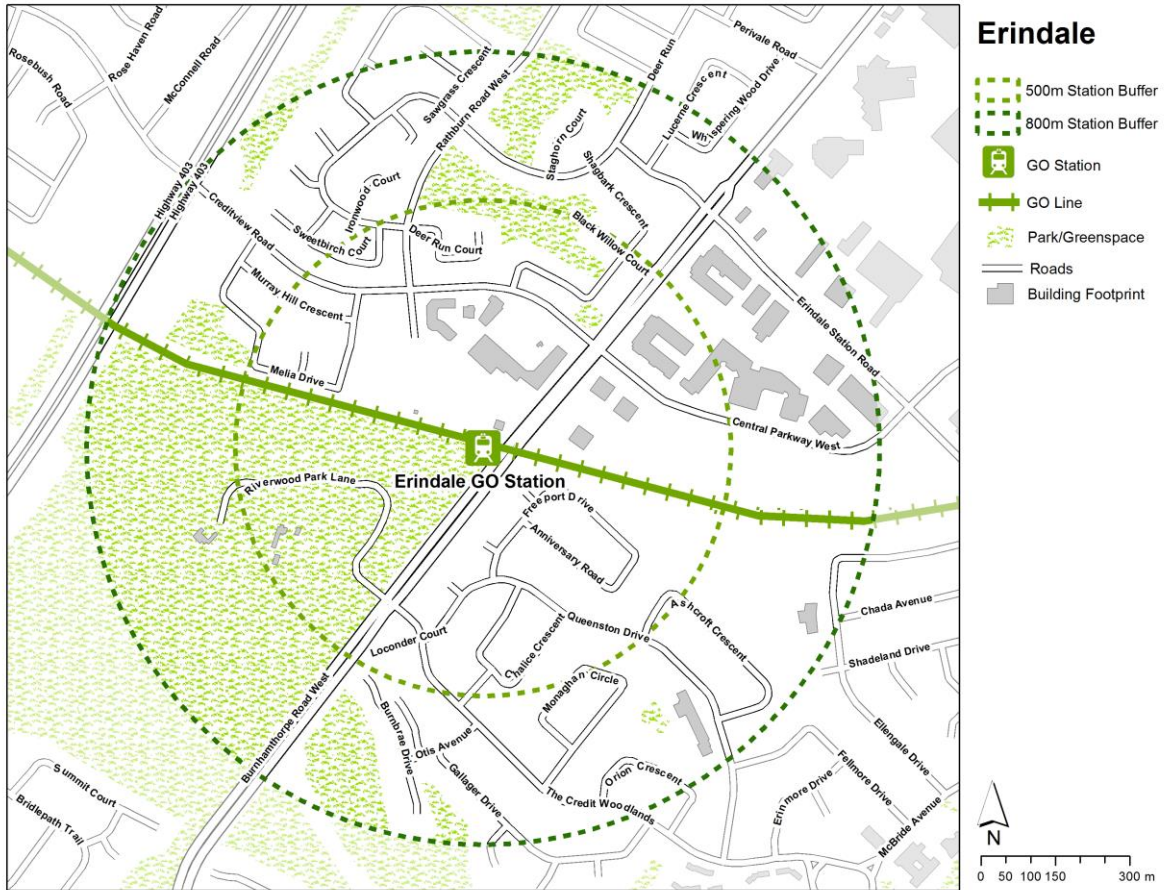 Erindale
500m Station Buffer
800m Station Buffer
GO Station
GO Line
Park/Greenspace
Roads
Building Footprint
N
0 50 100 150 300 m
Rosebush Road
Rose Haven Road
McConnell Road
Highway 403
Highway 403
Creditview Road
Sawgrass Crescent
Rathburn Road West
Deer Run
Perivale Road
Lucerne Crescent
Whispering Wood Drive
Staghorn Court
Shagbark Crescent
Ironwood Court
Sweetbirch Court
Deer Run Court
Black Willow Court
Murray Hill Crescent
Melia Drive
Erindale Station Road
Central Parkway West
Erindale GO Station
Riverwood Park Lane
Freeport Drive
Anniversary Road
Queenston Drive
Ashcroft Crescent
Loconder Court
Chalice Crescent
Monaghan Circle
Burnhamthorpe Road West
Burnbrae Drive
Otis Avenue
Gallager Drive
Orion Crescent
The Credit Woodlands
Chada Avenue
Shadeland Drive
Ellengale Drive
Fellmore Drive
Erinmore Drive
McBride Avenue
Summit Court
Bridlepath Trail